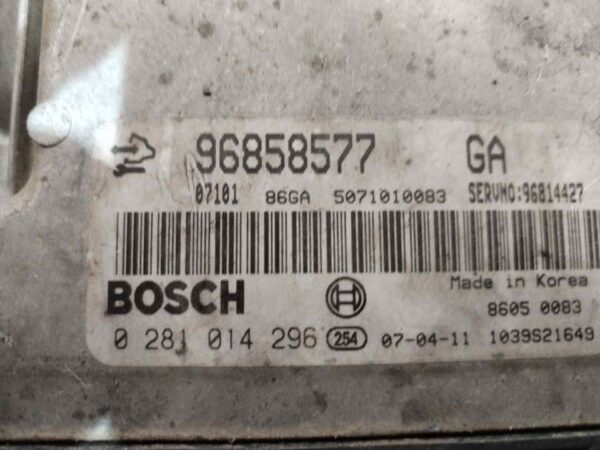 96858577 GA
07101 86GA 5071010083 SERVNO:96814427
Made in Korea
BOSCH 8605 0083
0 281 014 296 254 07-04-11 1039S21649